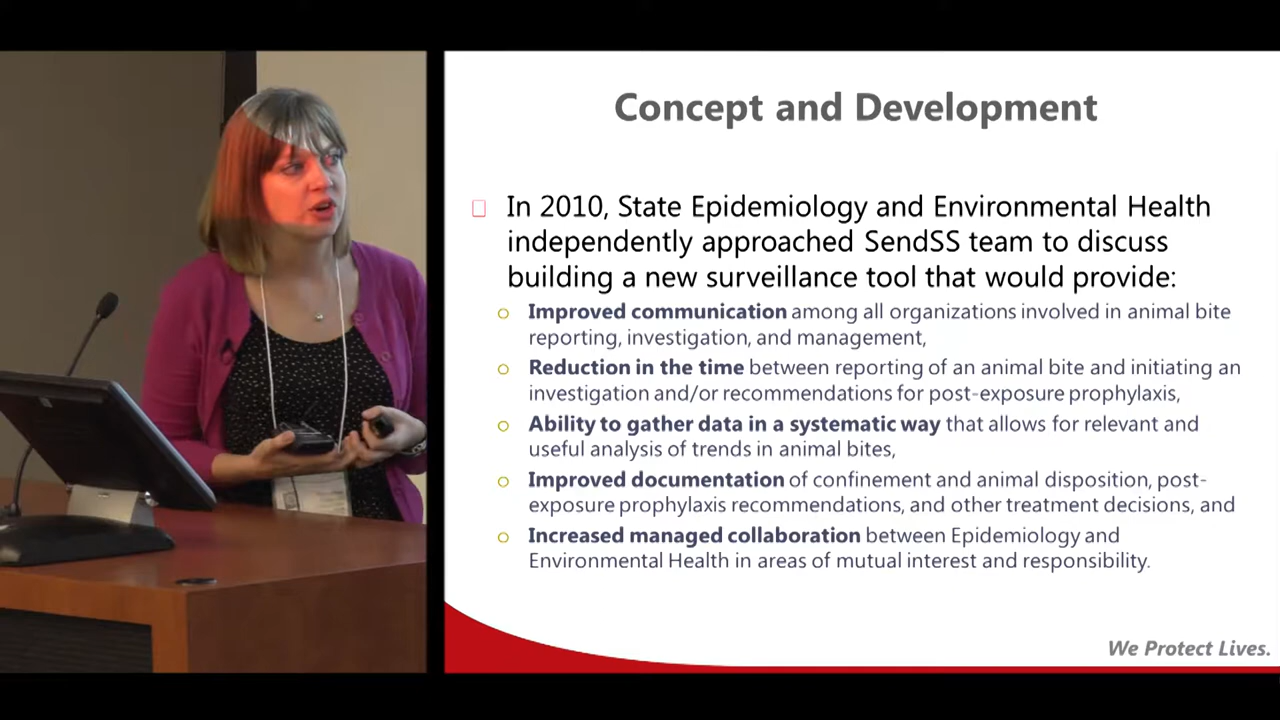 Concept and Development
In 2010, State Epidemiology and Environmental Health
independently approached SendSS team to discuss
building a new surveillance tool that would provide:
Improved communication among all organizations involved in animal bite
reporting, investigation, and management,
Reduction in the time between reporting of an animal bite and initiating an
investigation and/or recommendations for post-exposure prophylaxis,
Ability to gather data in a systematic way that allows for relevant and
useful analysis of trends in animal bites,
Improved documentation of confinement and animal disposition, post-
exposure prophylaxis recommendations, and other treatment decisions, and
Increased managed collaboration between Epidemiology and
Environmental Health in areas of mutual interest and responsibility.
We Protect Lives.